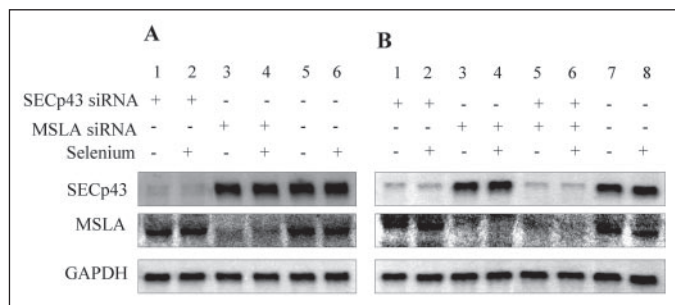 A B
1 2 3 4 5 6 1 2 3 4 5 6 7 8
SECp43 siRNA + + - - - - + + - - + + - -
MSLA siRNA - - + + - - - - + + + + - -
Selenium - + - + - + - + - + - + - +
SECp43
MSLA
GAPDH